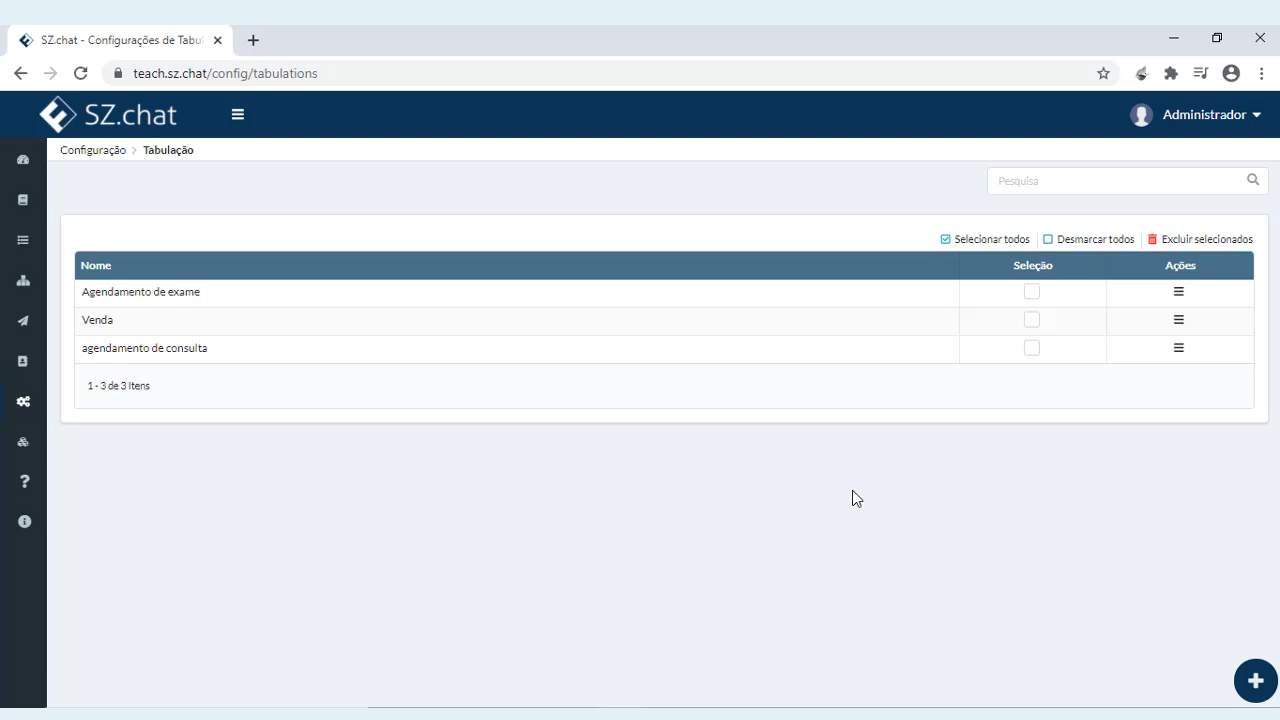 SZ.chat - Configurações de Tabu
teach.sz.chat/config/tabulations
SZ.chat
Administrador
Configuração > Tabulação
Pesquisa
Selecionar todos | Desmarcar todos | Excluir selecionados
Nome Seleção Ações
Agendamento de exame
Venda
agendamento de consulta
1 - 3 de 3 Itens